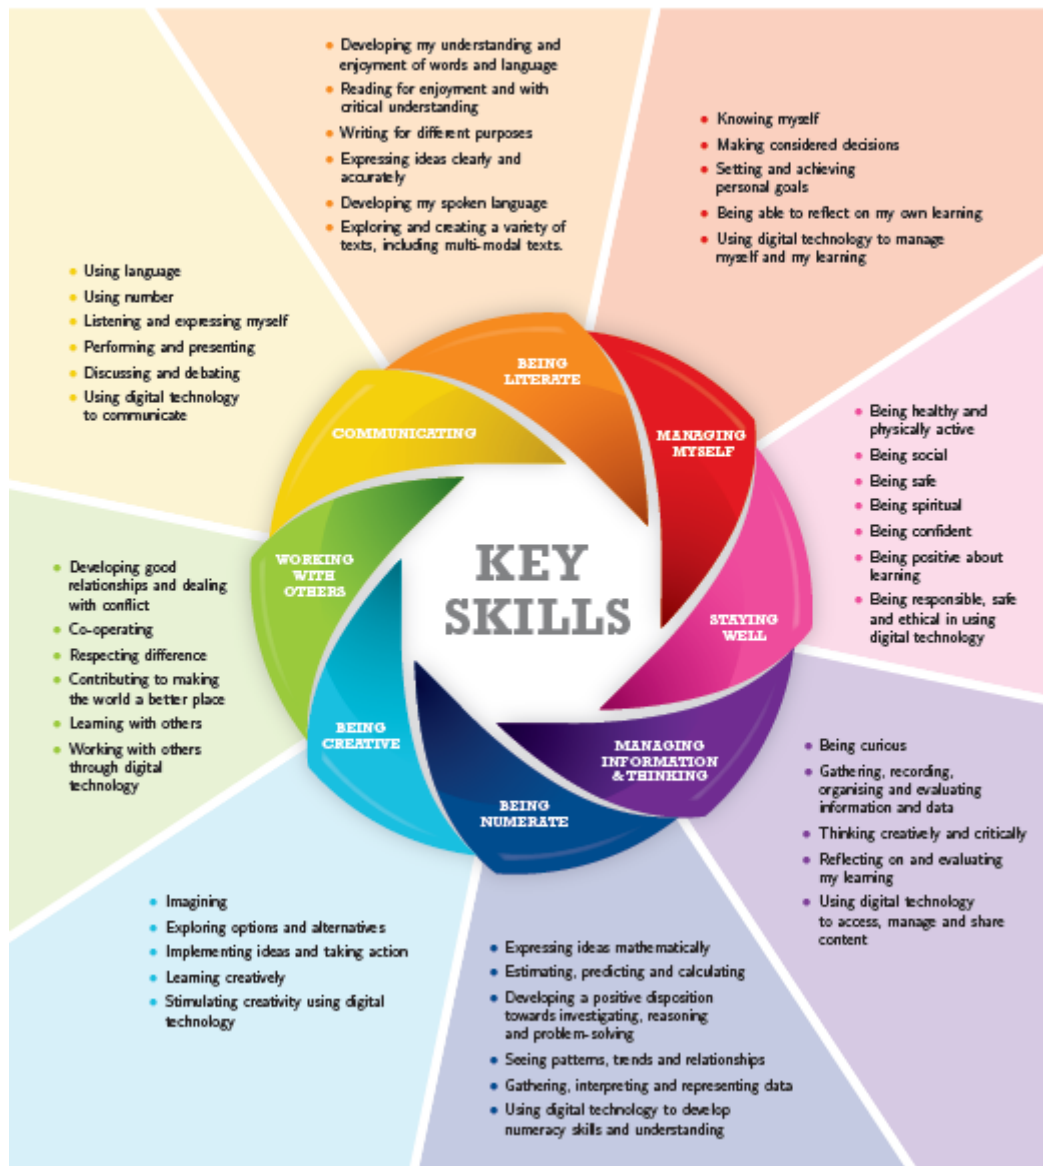 Developing my understanding and
enjoyment of words and language
Reading for enjoyment and with
critical understanding
Writing for different purposes
Expressing ideas clearly and
accurately
Developing my spoken language
Exploring and creating a variety of
texts, including multi-modal texts.
Knowing myself
Making considered decisions
Setting and achieving
personal goals
Being able to reflect on my own learning
Using digital technology to manage
myself and my learning
Using language
Using number
Listening and expressing myself
Performing and presenting
Discussing and debating
Using digital technology
to communicate
Being healthy and
physically active
Being social
Being safe
Being spiritual
Being confident
Being positive about
learning
Being responsible, safe
and ethical in using
digital technology
BEING
LITERATE
MANAGING
MYSELF
COMMUNICATING
STAYING
WELL
WORKING
WITH
OTHERS
KEY
SKILLS
BEING
CREATIVE
MANAGING
INFORMATION
& THINKING
BEING
NUMERATE
Developing good
relationships and dealing
with conflict
Co-operating
Respecting difference
Contributing to making
the world a better place
Learning with others
Working with others
through digital
technology
Being curious
Gathering, recording,
organising and evaluating
information and data
Thinking creatively and critically
Reflecting on and evaluating
my learning
Using digital technology
to access, manage and share
content
Imagining
Exploring options and alternatives
Implementing ideas and taking action
Learning creatively
Stimulating creativity using digital
technology
Expressing ideas mathematically
Estimating, predicting and calculating
Developing a positive disposition
towards investigating, reasoning
and problem-solving
Seeing patterns, trends and relationships
Gathering, interpreting and representing data
Using digital technology to develop
numeracy skills and understanding